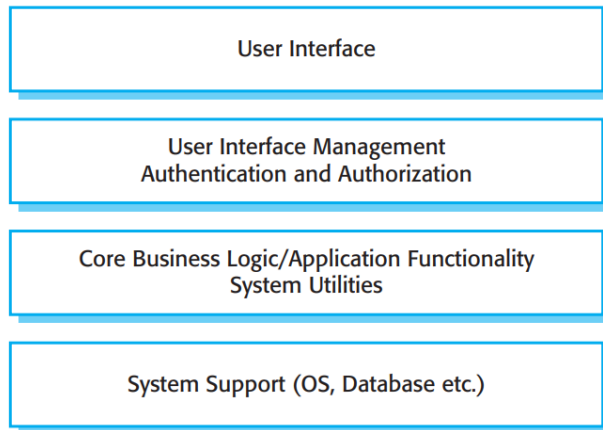 User Interface
User Interface Management
Authentication and Authorization
Core Business Logic/Application Functionality
System Utilities
System Support (OS, Database etc.)